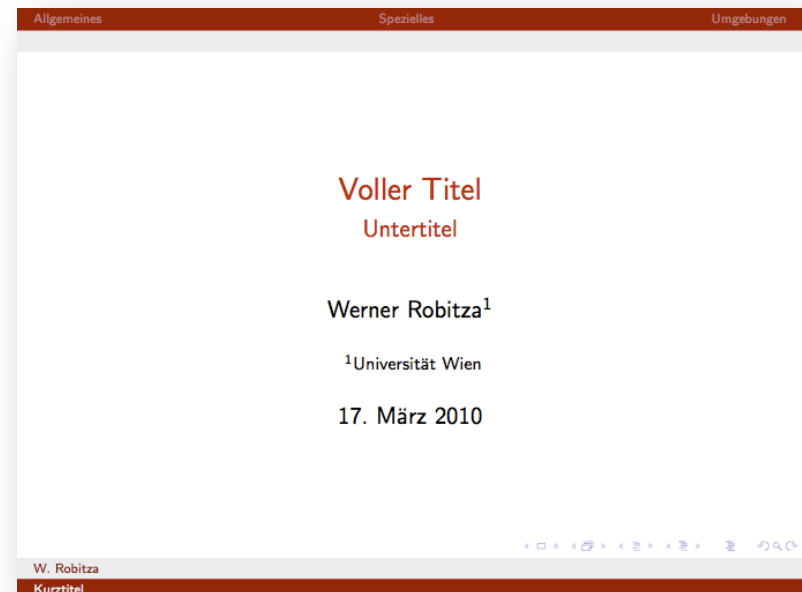 Allgemeines Spezielles Umgebungen
Voller Titel
Untertitel
Werner Robitza¹
¹Universität Wien
17. März 2010
W. Robitza
Kurztitel